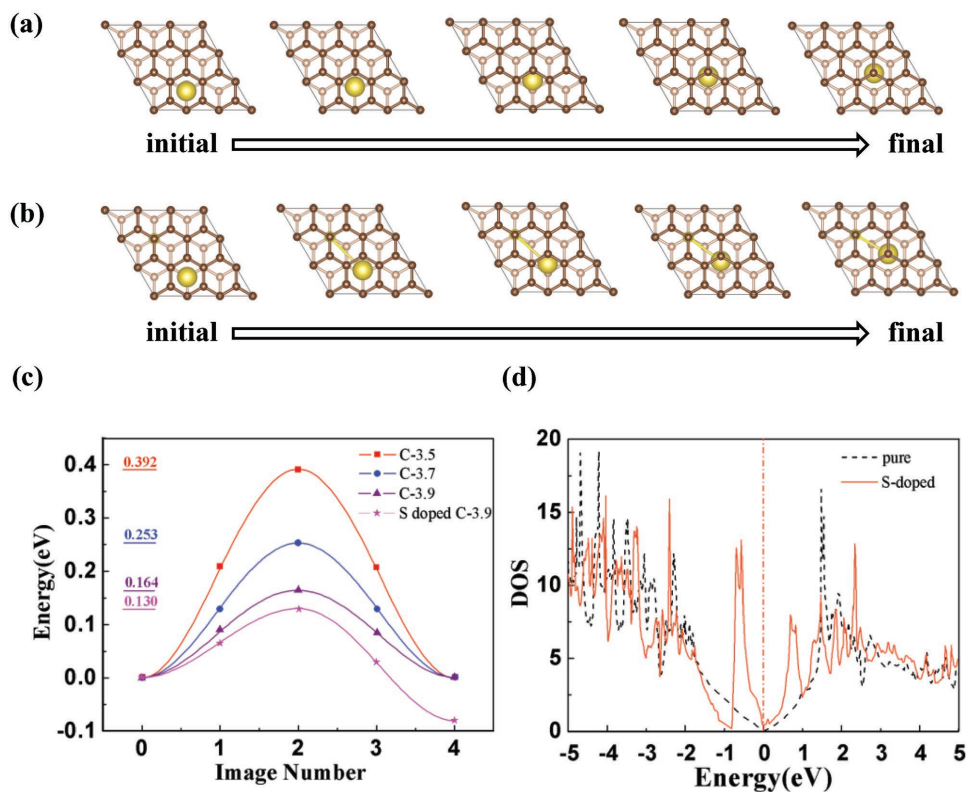 (a)
initial
final
(b)
initial
final
(c)
(d)
0.392
0.253
0.164
0.130
C-3.5
C-3.7
C-3.9
S doped C-3.9
0.4
0.3
0.2
0.1
0.0
-0.1
Energy(eV)
0
1
2
3
4
Image Number
pure
S-doped
20
15
10
5
0
DOS
-5
-4
-3
-2
-1
0
1
2
3
4
5
Energy(eV)